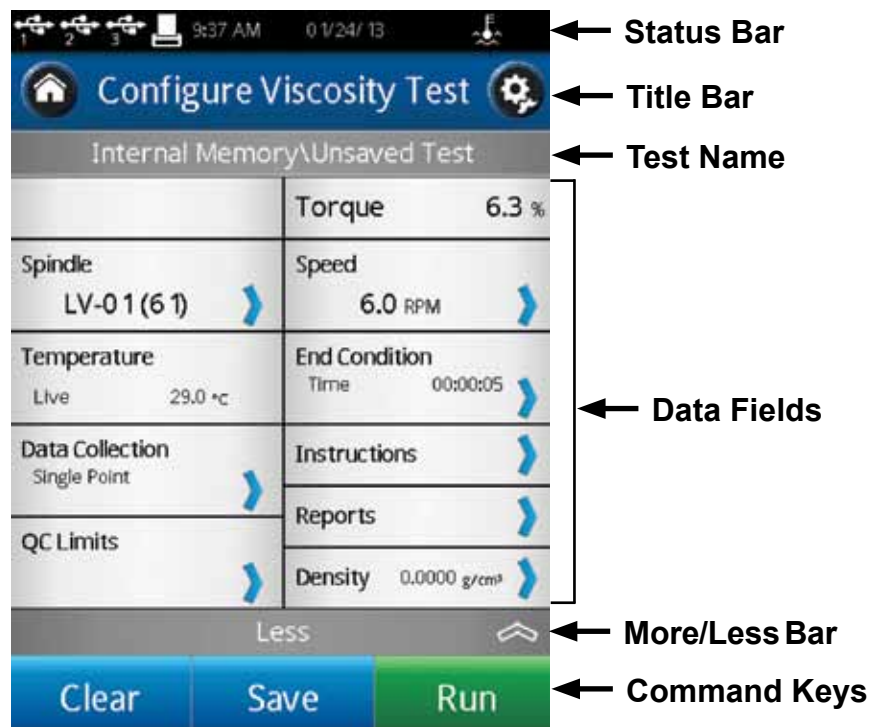 1 2 3 9:37 AM 01/24/13 Status Bar
Configure Viscosity Test Title Bar
Internal Memory\Unsaved Test Test Name
Torque 6.3 %
Spindle
LV-01(61)
Speed
6.0 RPM
Temperature
Live 29.0 °C
End Condition
Time 00:00:05
Data Fields
Data Collection
Single Point
Instructions
Reports
QC Limits
Density 0.0000 g/cm³
Less More/Less Bar
Clear Save Run Command Keys